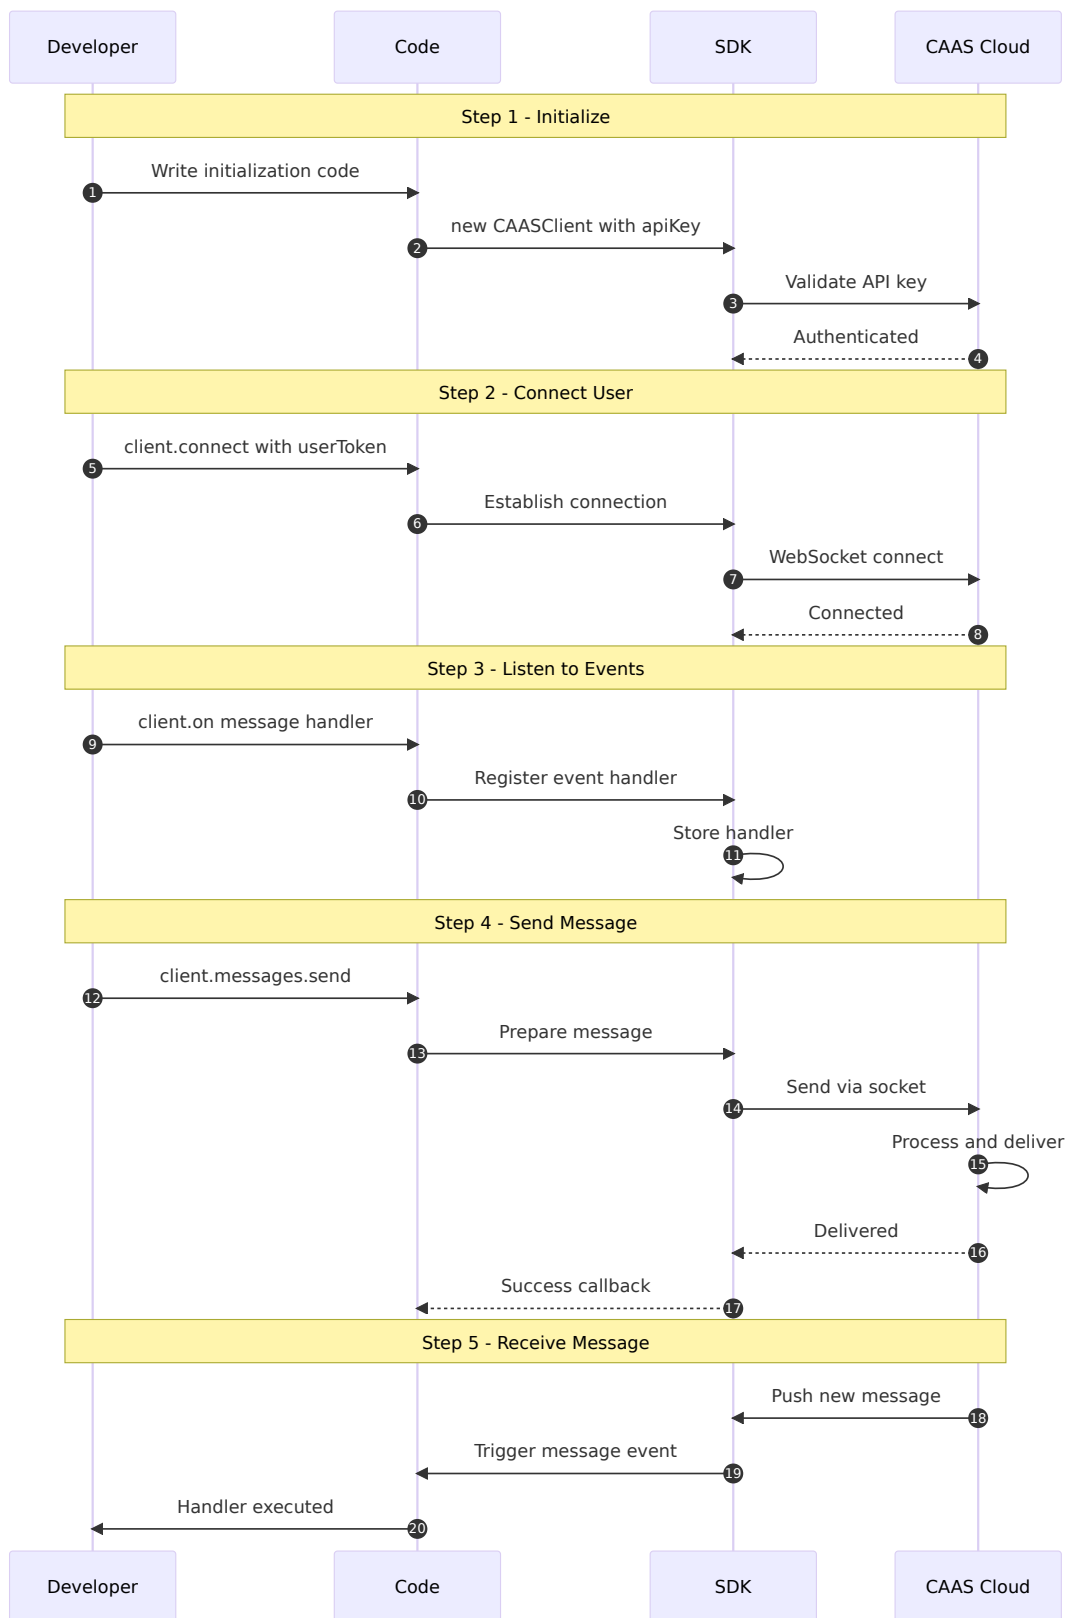 Developer
Code
SDK
CAAS Cloud
Step 1 - Initialize
Write initialization code
1
new CAASClient with apiKey
2
Validate API key
3
Authenticated
4
Step 2 - Connect User
client.connect with userToken
5
Establish connection
6
WebSocket connect
7
Connected
8
Step 3 - Listen to Events
client.on message handler
9
Register event handler
10
Store handler
11
Step 4 - Send Message
client.messages.send
12
Prepare message
13
Send via socket
14
Process and deliver
15
Delivered
16
Success callback
17
Step 5 - Receive Message
Push new message
18
Trigger message event
19
Handler executed
20
Developer
Code
SDK
CAAS Cloud